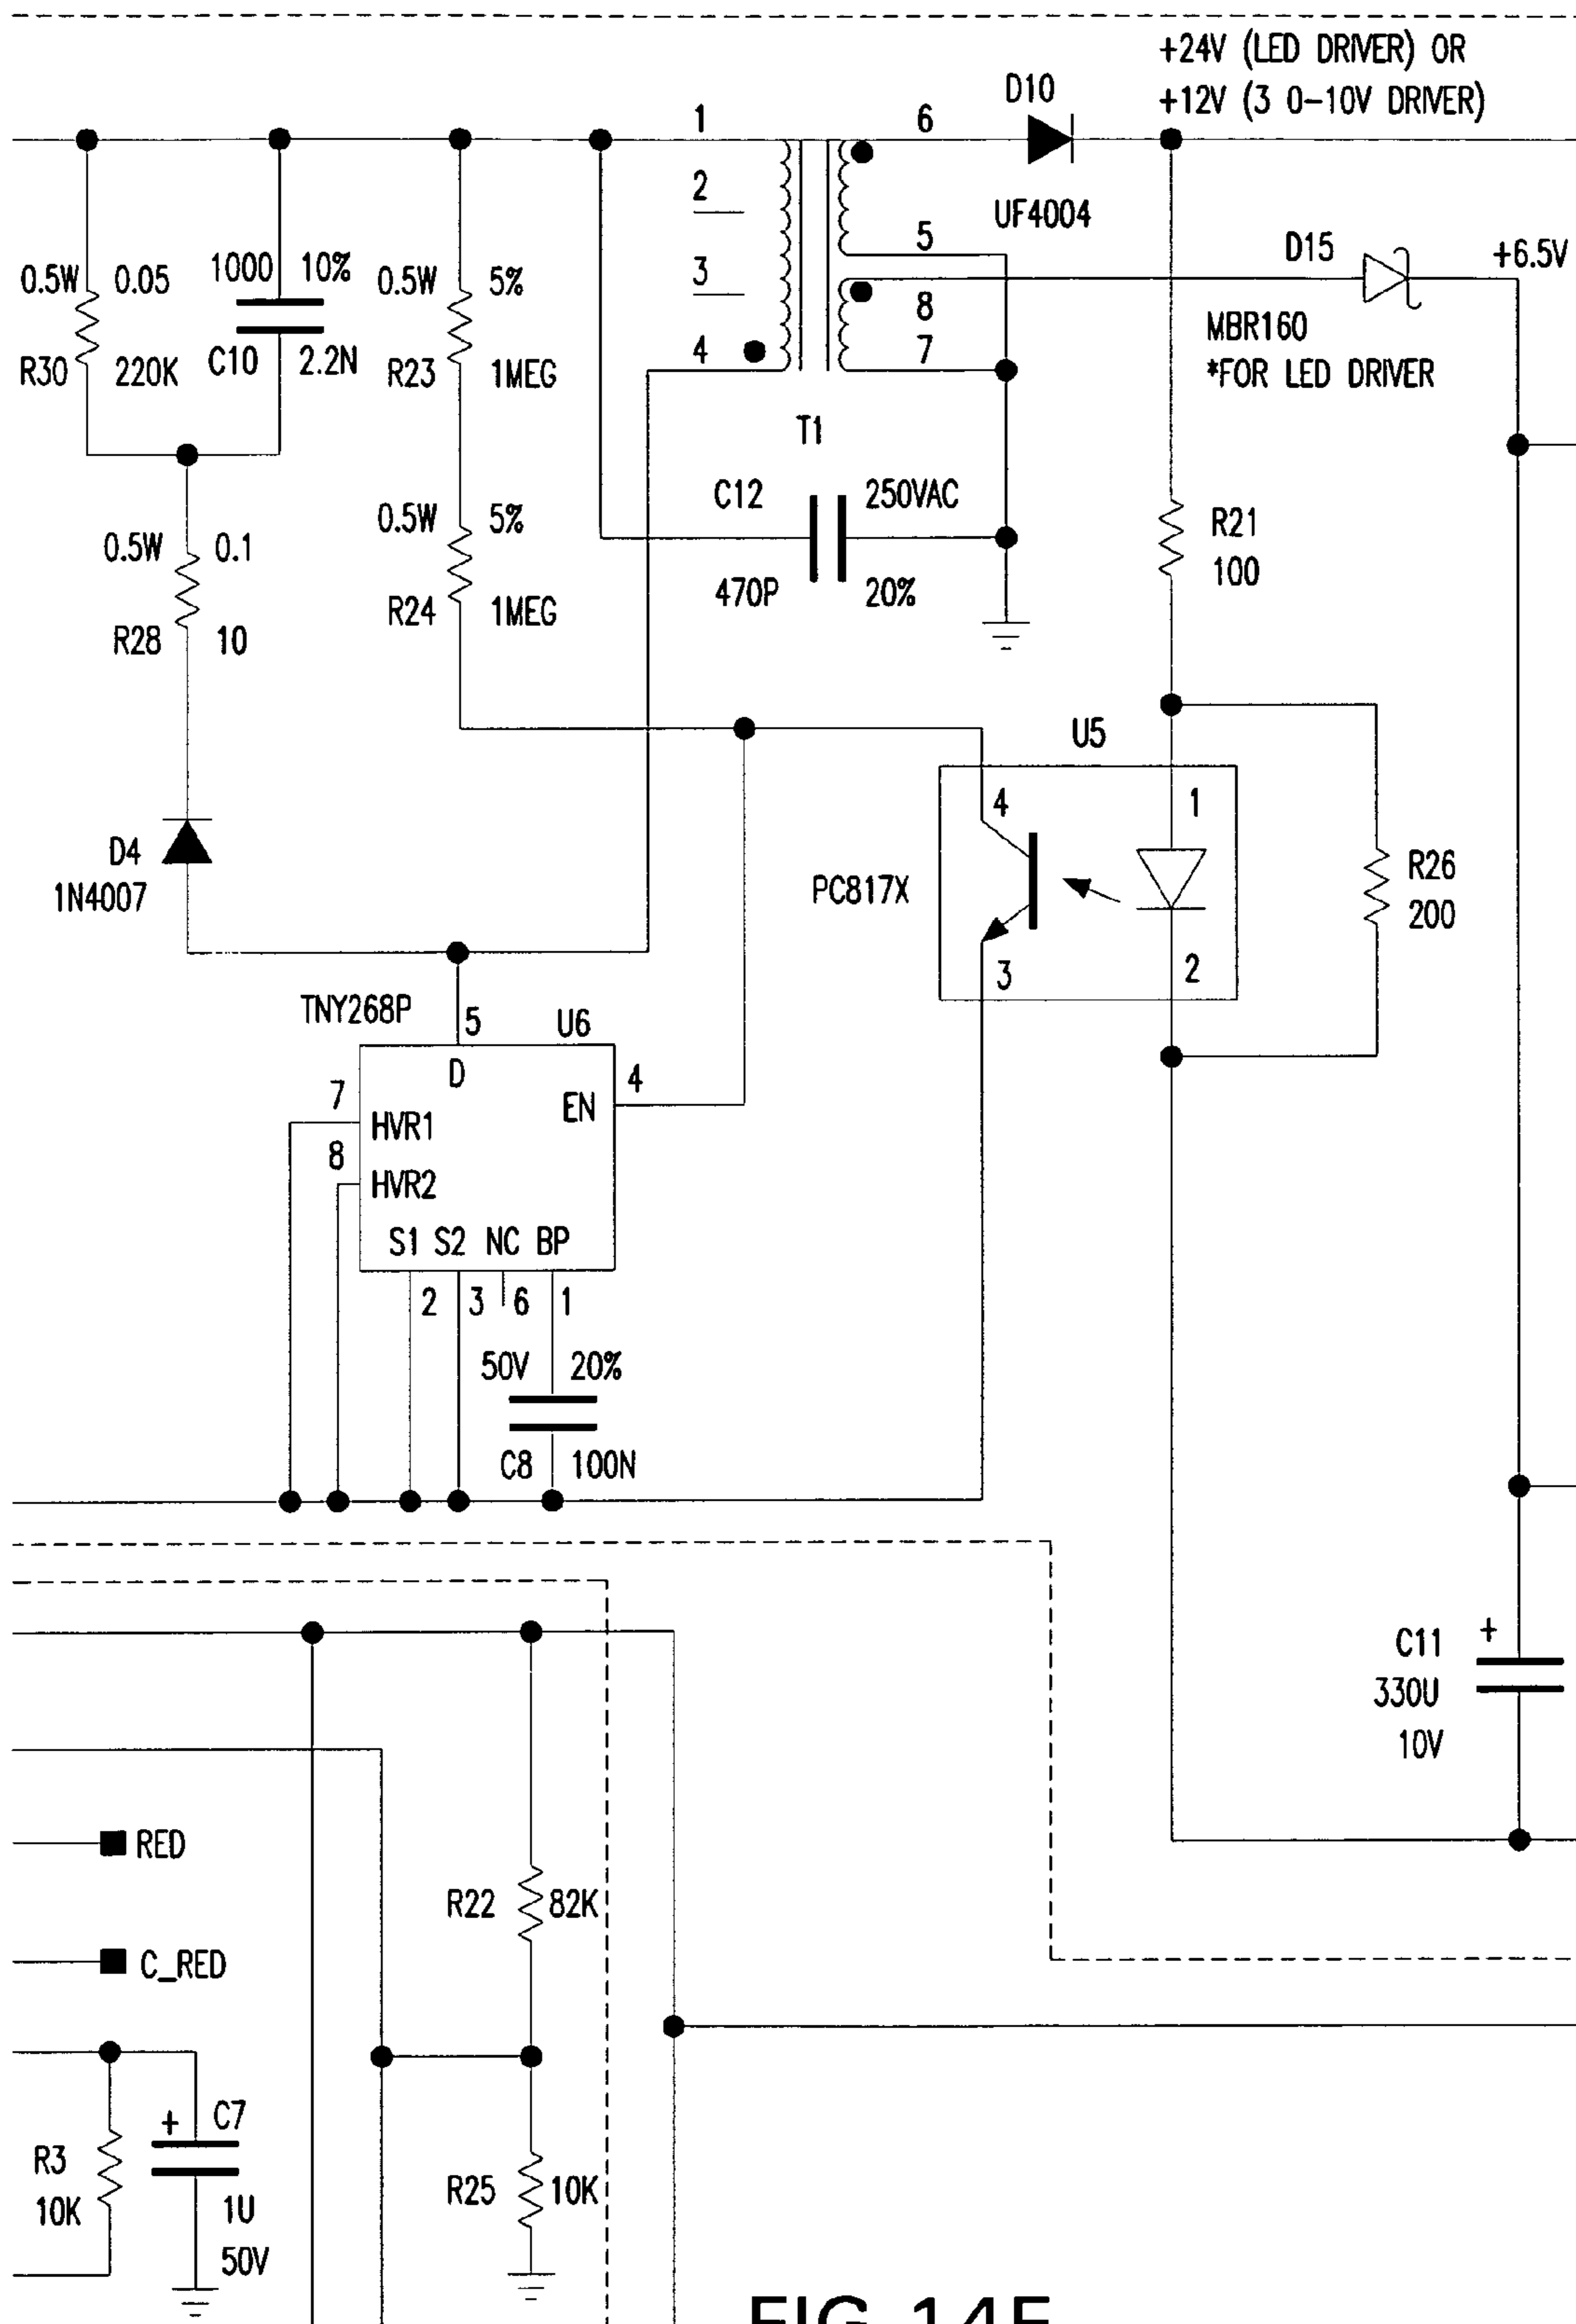 +24V (LED DRIVER) OR
+12V (3 0-10V DRIVER)
D10
1
6
2
UF4004
5
D15
+6.5V
0.5W 0.05
1000 10%
0.5W 5%
3
8
MBR160
*FOR LED DRIVER
R30 220K
C10 2.2N
R23 1MEG
4
7
T1
C12 250VAC
470P 20%
0.5W 5%
R24 1MEG
0.5W 0.1
R28 10
R21
100
U5
4
1
D4
1N4007
PC817X
R26
200
3
2
TNY268P
5
U6
D
4
EN
7
HVR1
8
HVR2
S1 S2 NC BP
2 3 6 1
50V 20%
C8 100N
C11 +
330U
10V
RED
R22 82K
C_RED
+ C7
R3
10K
1U
50V
R25 10K